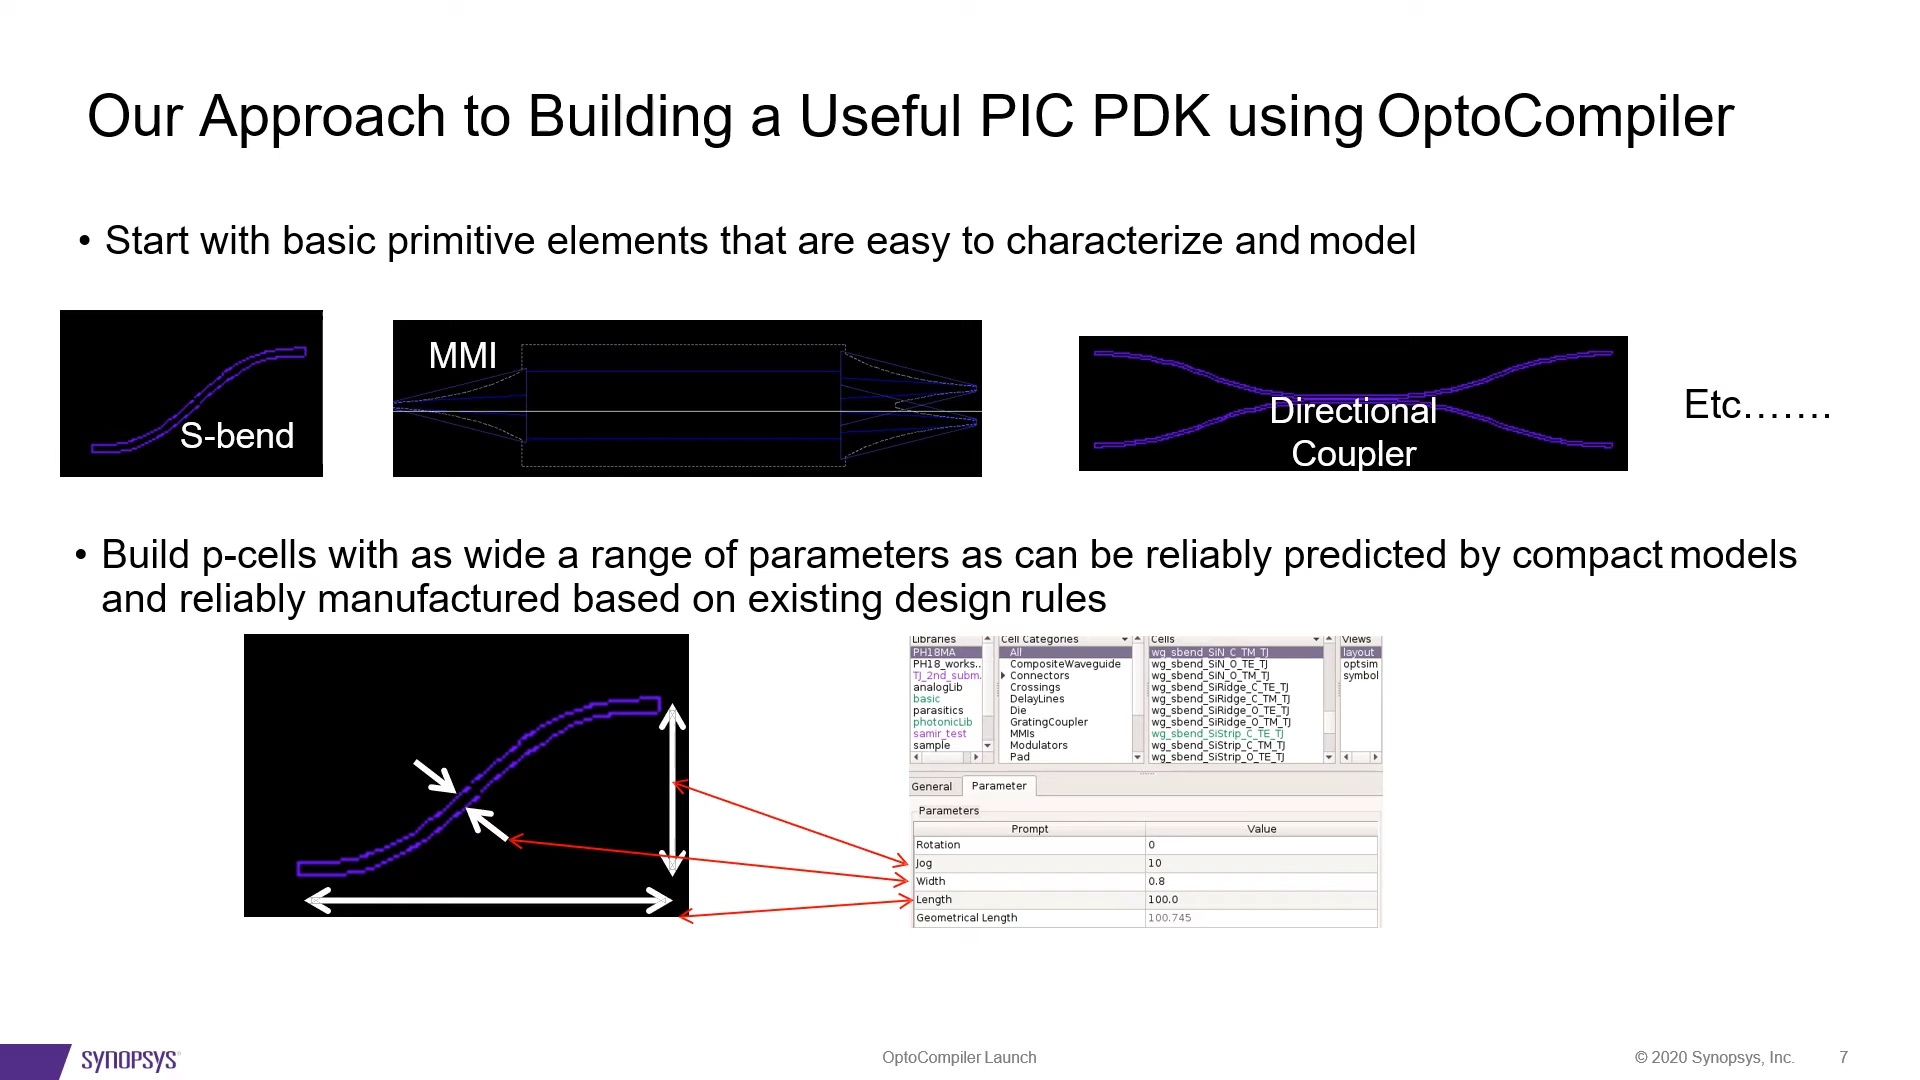 Our Approach to Building a Useful PIC PDK using OptoCompiler
• Start with basic primitive elements that are easy to characterize and model
S-bend
MMI
Directional
Coupler
Etc…….
• Build p-cells with as wide a range of parameters as can be reliably predicted by compact models
and reliably manufactured based on existing design rules
Libraries
PH18MA
PH18_works..
TJ_2nd_subm.
analogLib
basic
parasitics
photonicLib
samir_test
sample
Cell Categories
All
CompositeWaveguide
Connectors
Crossings
DelayLines
Die
GratingCoupler
MMIs
Modulators
Pad
Cells
wg_sbend_SiN_C_TM_TJ
wg_sbend_SiN_O_TE_TJ
wg_sbend_SiN_O_TM_TJ
wg_sbend_SiRidge_C_TE_TJ
wg_sbend_SiRidge_C_TM_TJ
wg_sbend_SiRidge_O_TE_TJ
wg_sbend_SiRidge_O_TM_TJ
wg_sbend_SiStrip_C_TE_TJ
wg_sbend_SiStrip_C_TM_TJ
wg_sbend_SiStrip_O_TE_TJ
Views
layout
optsim
symbol
General Parameter
Parameters
Prompt Value
Rotation 0
Jog 10
Width 0.8
Length 100.0
Geometrical Length 100.745
SYNOPSYS
OptoCompiler Launch
© 2020 Synopsys, Inc.
7